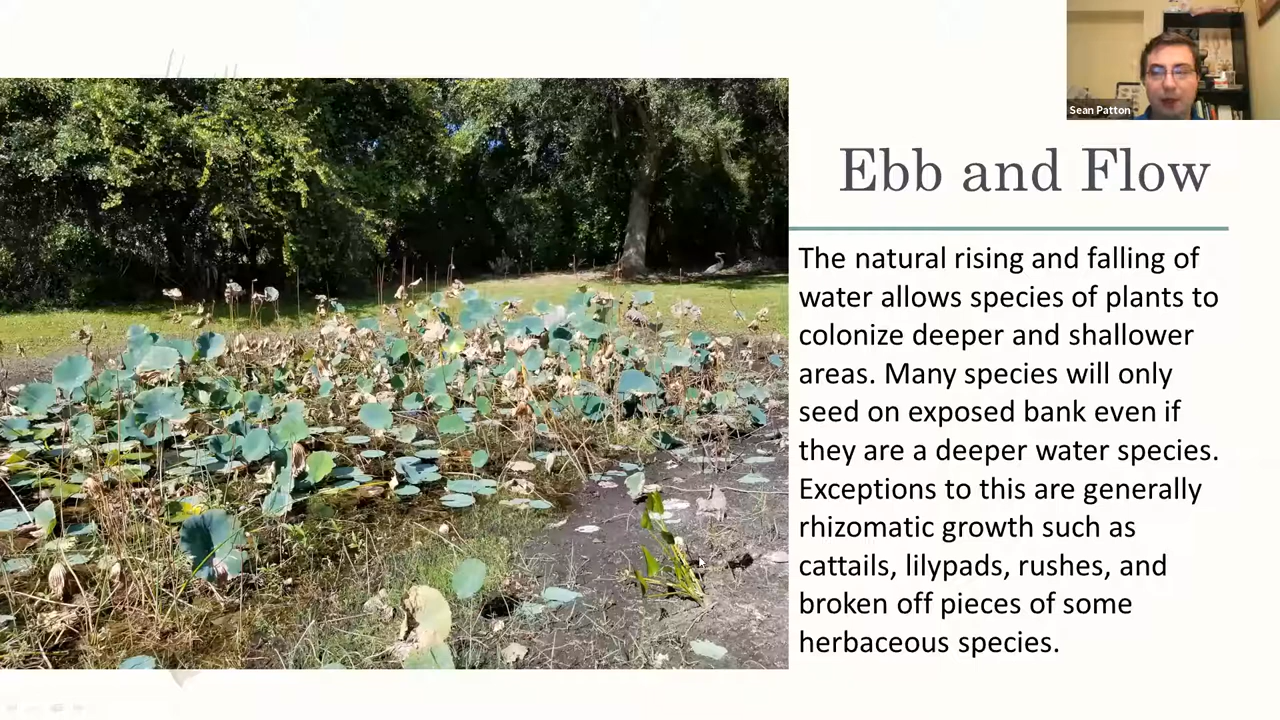 Sean Patton
Ebb and Flow
The natural rising and falling of
water allows species of plants to
colonize deeper and shallower
areas. Many species will only
seed on exposed bank even if
they are a deeper water species.
Exceptions to this are generally
rhizomatic growth such as
cattails, lilypads, rushes, and
broken off pieces of some
herbaceous species.